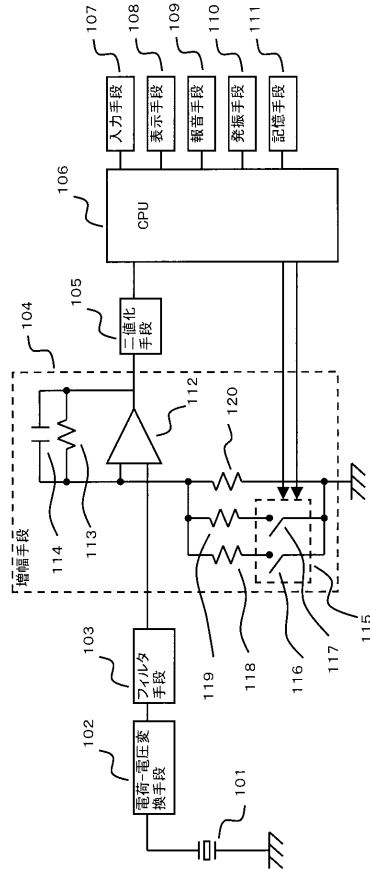 増幅手段
104
114
113
112
120
119
118
116
117
115
101
102
電荷-電圧変
換手段
103
フィルタ
手段
105
二値化
手段
106
CPU
107
入力手段
108
表示手段
109
報音手段
110
発振手段
111
記憶手段